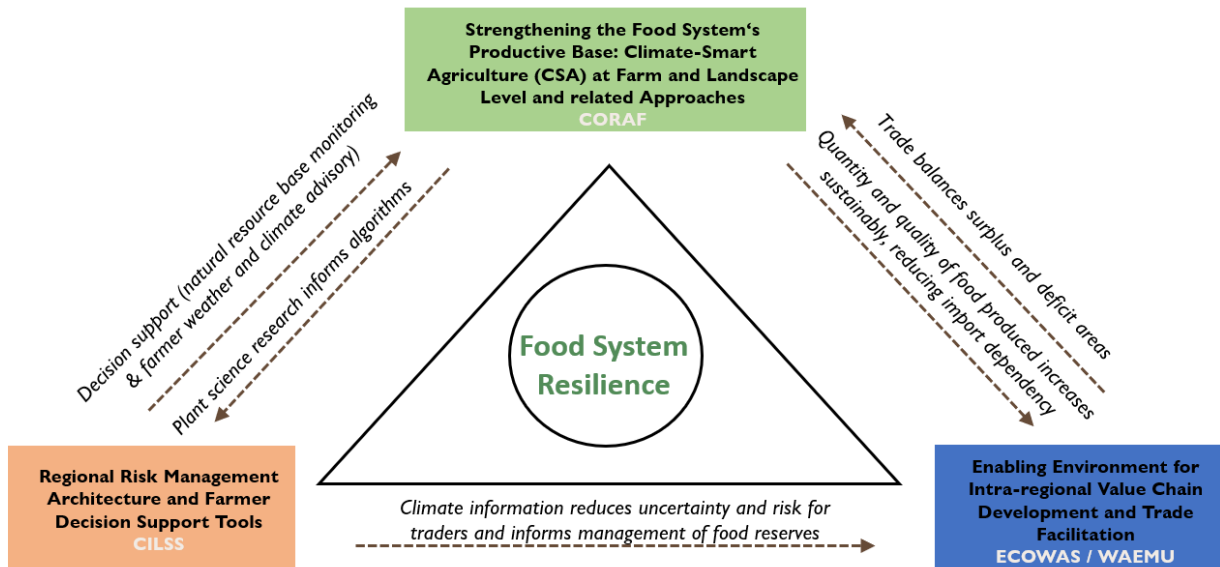 Strengthening the Food System‘s
Productive Base: Climate-Smart
Agriculture (CSA) at Farm and Landscape
Level and related Approaches
CORAF
Decision support (natural resource base monitoring
& farmer weather and climate advisory)
Plant science research informs algorithms
Trade balances surplus and deficit areas
Quantity and quality of food produced increases
sustainably, reducing import dependency
Food System
Resilience
Regional Risk Management
Architecture and Farmer
Decision Support Tools
CILSS
Climate information reduces uncertainty and risk for
traders and informs management of food reserves
Enabling Environment for
Intra-regional Value Chain
Development and Trade
Facilitation
ECOWAS / WAEMU